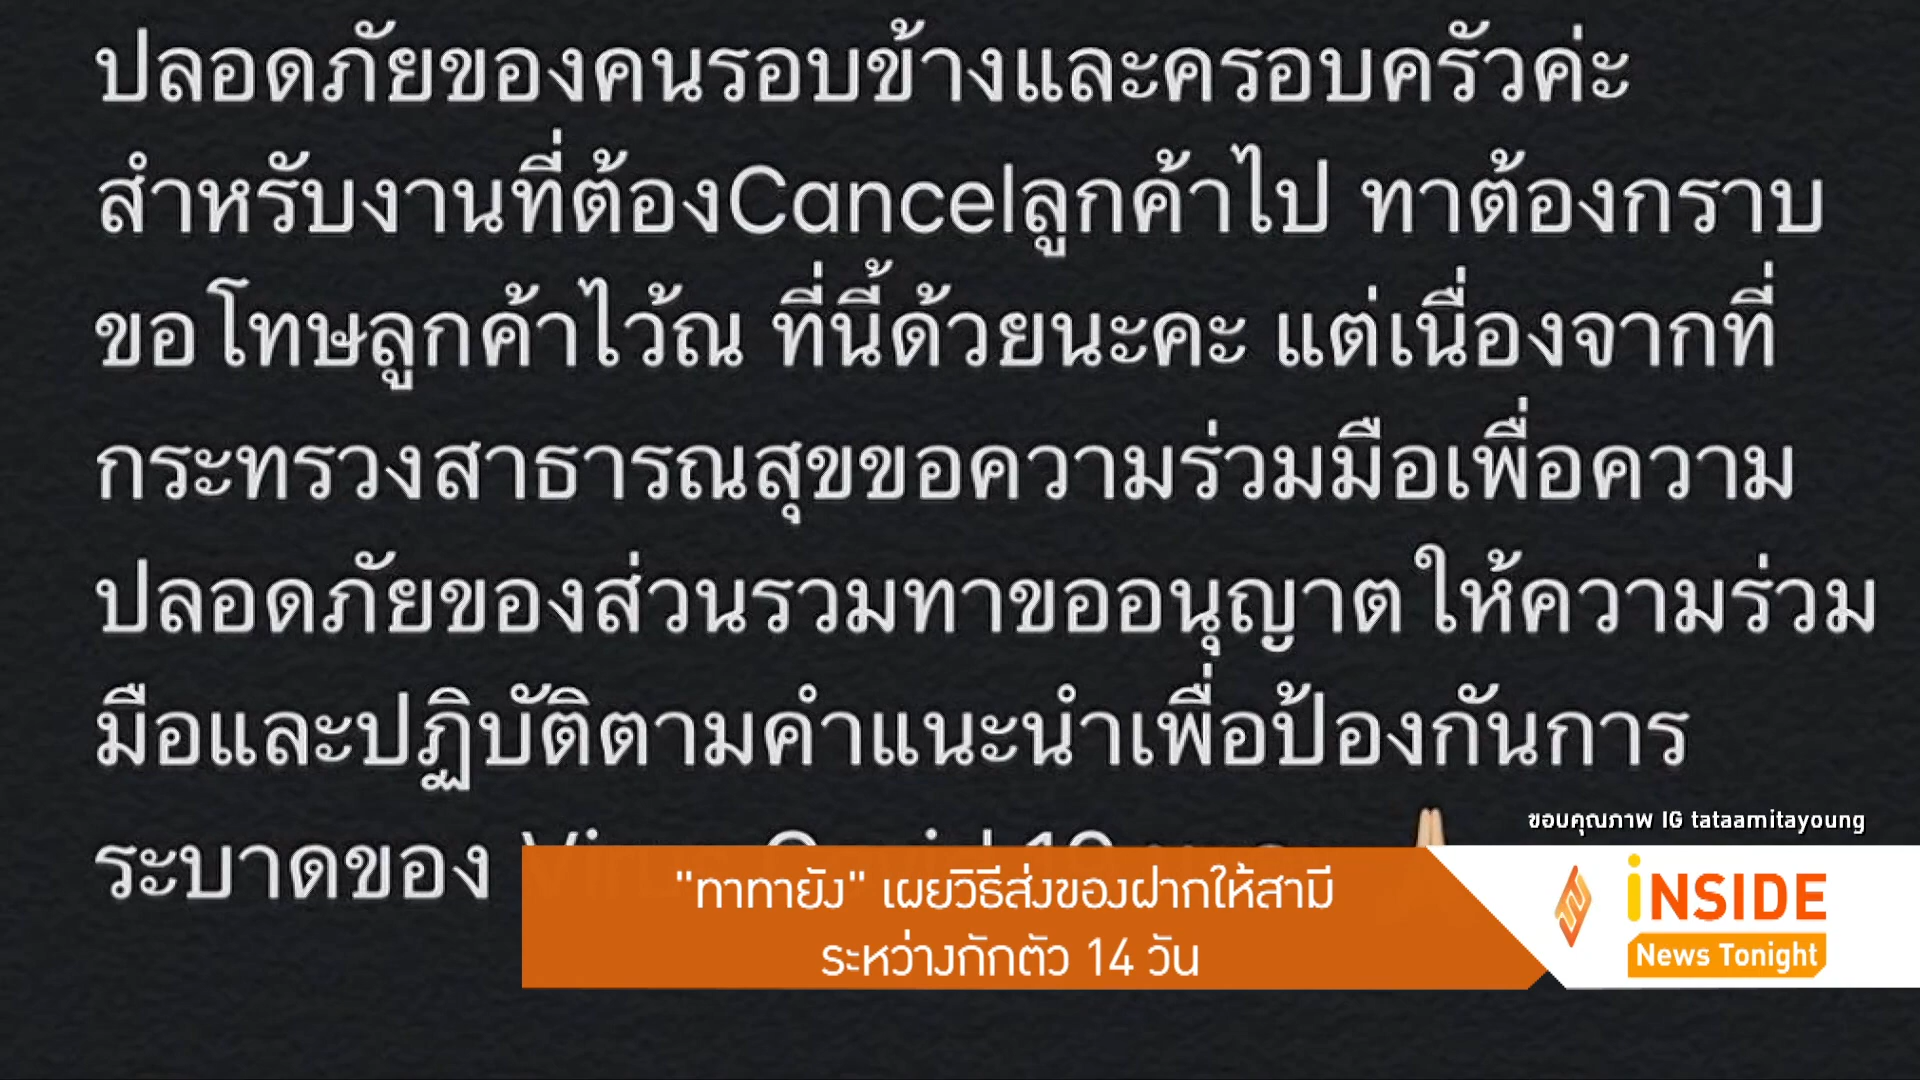 ปลอดภัยของคนรอบข้างและครอบครัวค่ะ
สำหรับงานที่ต้องCancelลูกค้าไป ทาต้องกราบ
ขอโทษลูกค้าไว้ณ ที่นี้ด้วยนะคะ แต่เนื่องจากที่
กระทรวงสาธารณสุขขอความร่วมมือเพื่อความ
ปลอดภัยของส่วนรวมทาขออนุญาตให้ความร่วม
มือและปฏิบัติตามคำแนะนำเพื่อป้องกันการ
ระบาดของ
ขอบคุณภาพ IG tataamitayoung
"ทาทายัง" เผยวิธีส่งของฝากให้สามี
ระหว่างกักตัว 14 วัน
iNSIDE
News Tonight